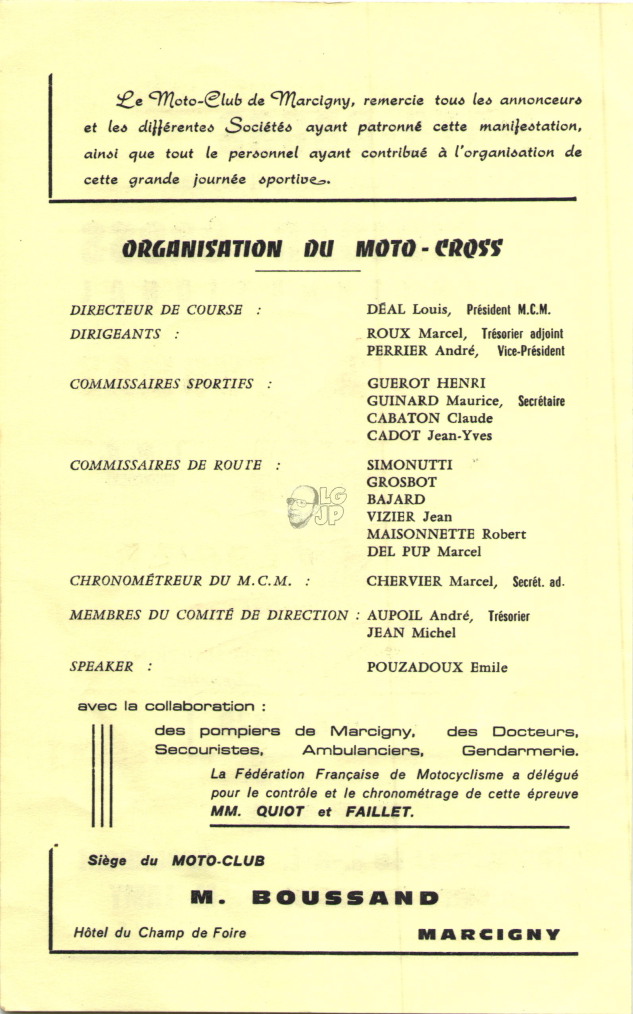 Le Moto-Club de Marcigny, remercie tous les annonceurs
et les différentes Sociétés ayant patronné cette manifestation,
ainsi que tout le personnel ayant contribué à l'organisation de
cette grande journée sportive.
ORGANISATION DU MOTO-CROSS
DIRECTEUR DE COURSE : DÉAL Louis, Président M.C.M.
DIRIGEANTS : ROUX Marcel, Trésorier adjoint
PERRIER André, Vice-Président
COMMISSAIRES SPORTIFS : GUEROT HENRI
GUINARD Maurice, Secrétaire
CABATON Claude
CADOT Jean-Yves
COMMISSAIRES DE ROUTE : SIMONUTTI
GROSBOT
BAJARD
VIZIER Jean
MAISONNETTE Robert
DEL PUP Marcel
LG
JP
CHRONOMÉTREUR DU M.C.M. : CHERVIER Marcel, Secrét. ad.
MEMBRES DU COMITÉ DE DIRECTION : AUPOIL André, Trésorier
JEAN Michel
SPEAKER : POUZADOUX Emile
avec la collaboration :
des pompiers de Marcigny, des Docteurs,
Secouristes, Ambulanciers, Gendarmerie.
La Fédération Française de Motocyclisme a délégué
pour le contrôle et le chronométrage de cette épreuve
MM. QUIOT et FAILLET.
Siège du MOTO-CLUB
M. BOUSSAND
Hôtel du Champ de Foire MARCIGNY